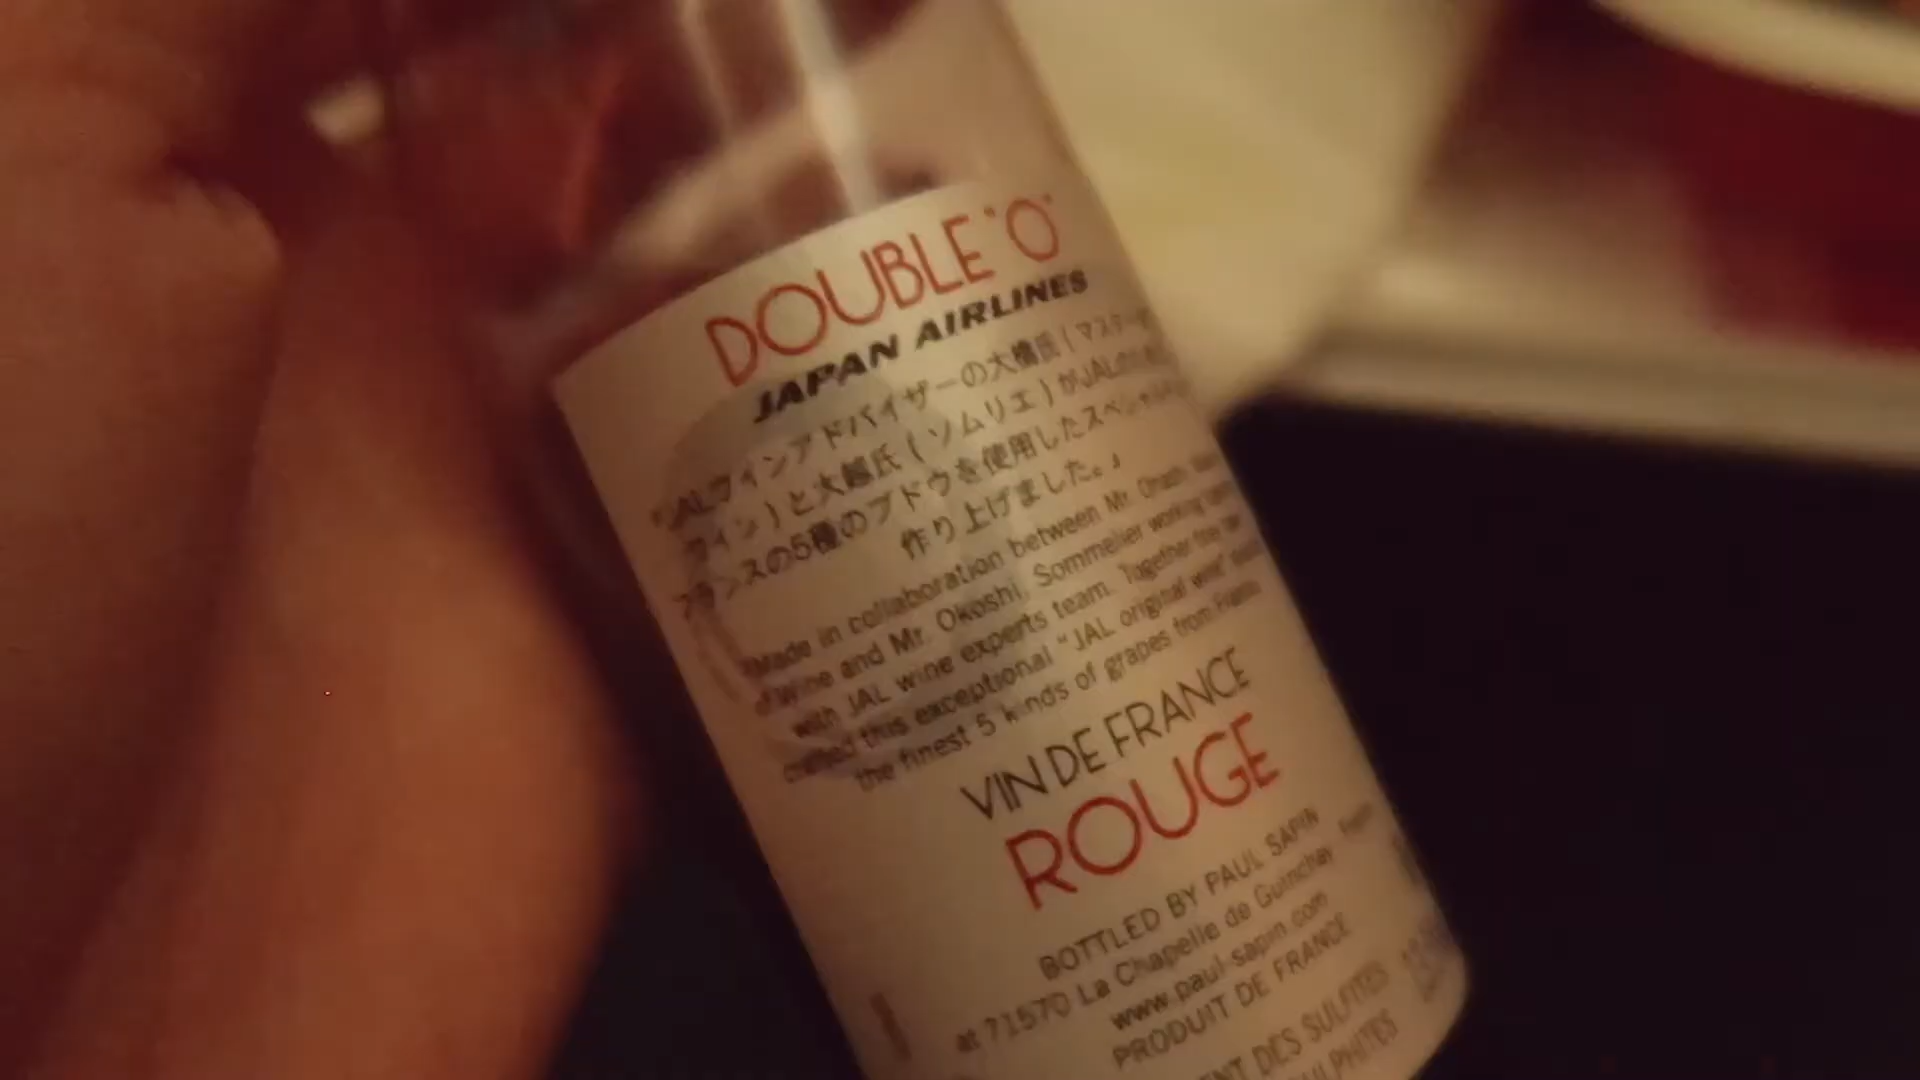 DOUBLE "O"
JAPAN AIRLINES
「JALワインアドバイザーの大橋氏(マスター
ワイン)と大越氏(ソムリエ)がJAL
フランスの5種のブドウを使用したスペシャル
作り上げました。」
"Made in collaboration between Mr. Ohashi,
of Wine and Mr. Okoshi, Sommelier working
with JAL wine experts team. Together
crafted this exceptional "JAL original wine"
the finest 5 kinds of grapes from
VIN DE FRANCE
ROUGE
BOTTLED BY PAUL SAPIN
at 71570 La Chapelle de Guinchay
www.paul-sapin.com
PRODUIT DE FRANCE
DES SULFITES
SULPHITES